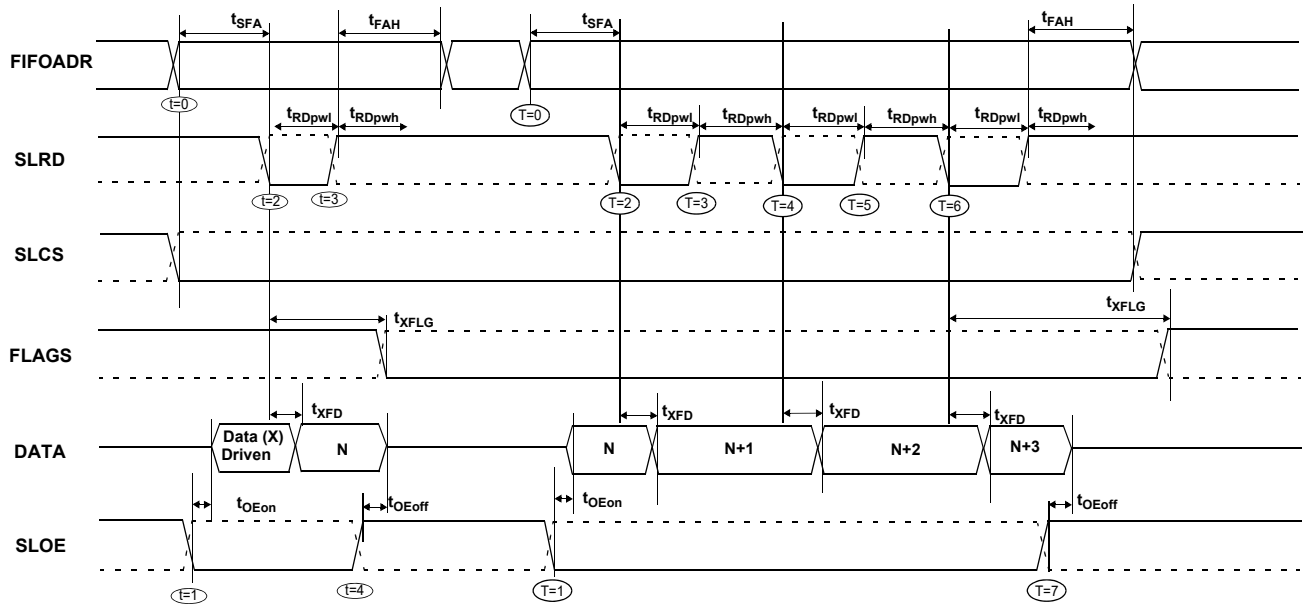 tSFA tFAH tSFA tFAH
FIFOADR
t=0 T=0
tRDpwl tRDpwh tRDpwl tRDpwh tRDpwl tRDpwh tRDpwl tRDpwh
SLRD
t=2 t=3 T=2 T=3 T=4 T=5 T=6
SLCS
tXFLG tXFLG
FLAGS
tXFD tXFD tXFD tXFD
DATA
Data (X)
Driven
N N N+1 N+2 N+3
tOEon tOEoff tOEon tOEoff
SLOE
t=1 t=4 T=1 T=7